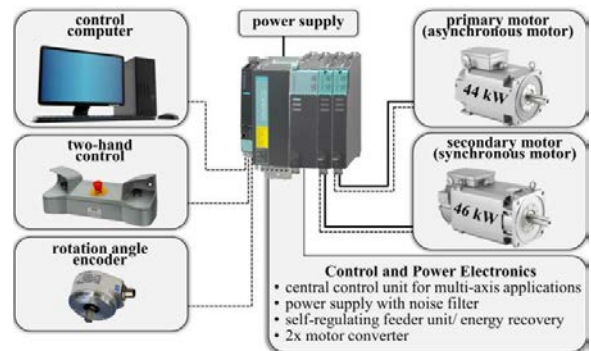 control
computer
power supply
primary motor
(asynchronous motor)
44 kW
two-hand
control
secondary motor
(synchronous motor)
46 kW
rotation angle
encoder
Control and Power Electronics
• central control unit for multi-axis applications
• power supply with noise filter
• self-regulating feeder unit/ energy recovery
• 2x motor converter